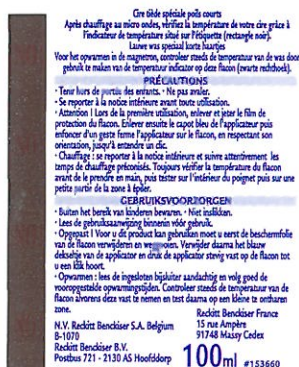 Cire tiède spéciale poils courts
Après chauffage au micro ondes, vérifiez la température de votre cire grâce à
l'indicateur de température situé sur l'étiquette (rectangle noir).
Lauwe was speciaal korte haartjes
Voor het opwarmen in de magnetron, controleer steeds de temperatuur van de was door
gebruik te maken van de temperatuur indicator op deze flacon (zwarte rechthoek).
PRÉCAUTIONS
· Tenir hors de portée des enfants. · Ne pas avaler.
· Se reporter à la notice intérieure avant toute utilisation.
· Attention ! Lors de la première utilisation, enlever et jeter le film de
protection du flacon. Enlever ensuite le capot bleu de l'applicateur puis
enfoncer d'un geste ferme l'applicateur sur le flacon, en respectant son
orientation, jusqu'à entendre un clic.
· Chauffage : se reporter à la notice intérieure et suivre attentivement les
temps de chauffage préconisés. Toujours vérifier la température du flacon
avant de le prendre en main, puis tester sur l'intérieur du poignet puis sur une
petite partie de la zone à épiler.
GEBRUIKSVOORZORGEN
· Buiten het bereik van kinderen bewaren. · Niet inslikken.
· Lees de gebruiksaanwijzing binnenin vóór gebruik.
· Opgepast ! Voor u dit product kan gebruiken moet u eerst de beschermfolie
van de flacon verwijderen en weggooien. Verwijder daarna het blauw
dekseltje van de applicator en druk de applicator stevig vast op de flacon tot
u een klik hoort.
· Opwarmen : lees de ingesloten bijsluiter aandachtig en volg goed de
vooropgestelde opwarmingstijden. Controleer steeds de temperatuur van de
flacon alvorens deze vast te nemen en test daarna op een kleine te ontharen
zone.
N.V. Reckitt Benckiser S.A. Belgium
B-1070
Reckitt Benckiser B.V.
Postbus 721 - 2130 AS Hoofddorp
Reckitt Benckiser France
15 rue Ampère
91748 Massy Cedex
100ml #153660